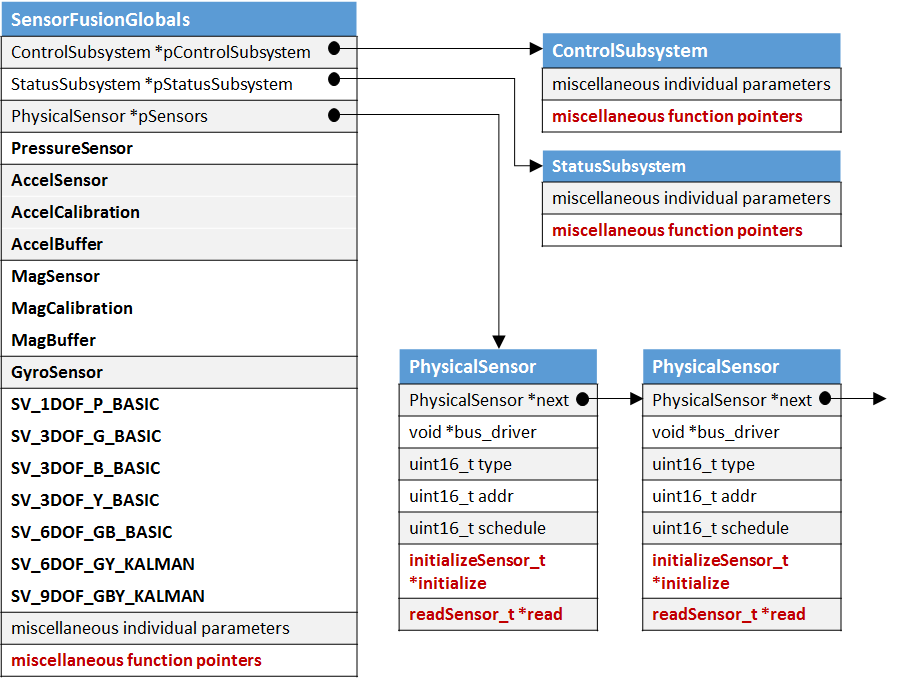 SensorFusionGlobals
ControlSubsystem *pControlSubsystem
StatusSubsystem *pStatusSubsystem
PhysicalSensor *pSensors
PressureSensor
AccelSensor
AccelCalibration
AccelBuffer
MagSensor
MagCalibration
MagBuffer
GyroSensor
SV_1DOF_P_BASIC
SV_3DOF_G_BASIC
SV_3DOF_B_BASIC
SV_3DOF_Y_BASIC
SV_6DOF_GB_BASIC
SV_6DOF_GY_KALMAN
SV_9DOF_GBY_KALMAN
miscellaneous individual parameters
miscellaneous function pointers
ControlSubsystem
miscellaneous individual parameters
miscellaneous function pointers
StatusSubsystem
miscellaneous individual parameters
miscellaneous function pointers
PhysicalSensor
PhysicalSensor *next
void *bus_driver
uint16_t type
uint16_t addr
uint16_t schedule
initializeSensor_t
*initialize
readSensor_t *read
PhysicalSensor
PhysicalSensor *next
void *bus_driver
uint16_t type
uint16_t addr
uint16_t schedule
initializeSensor_t
*initialize
readSensor_t *read